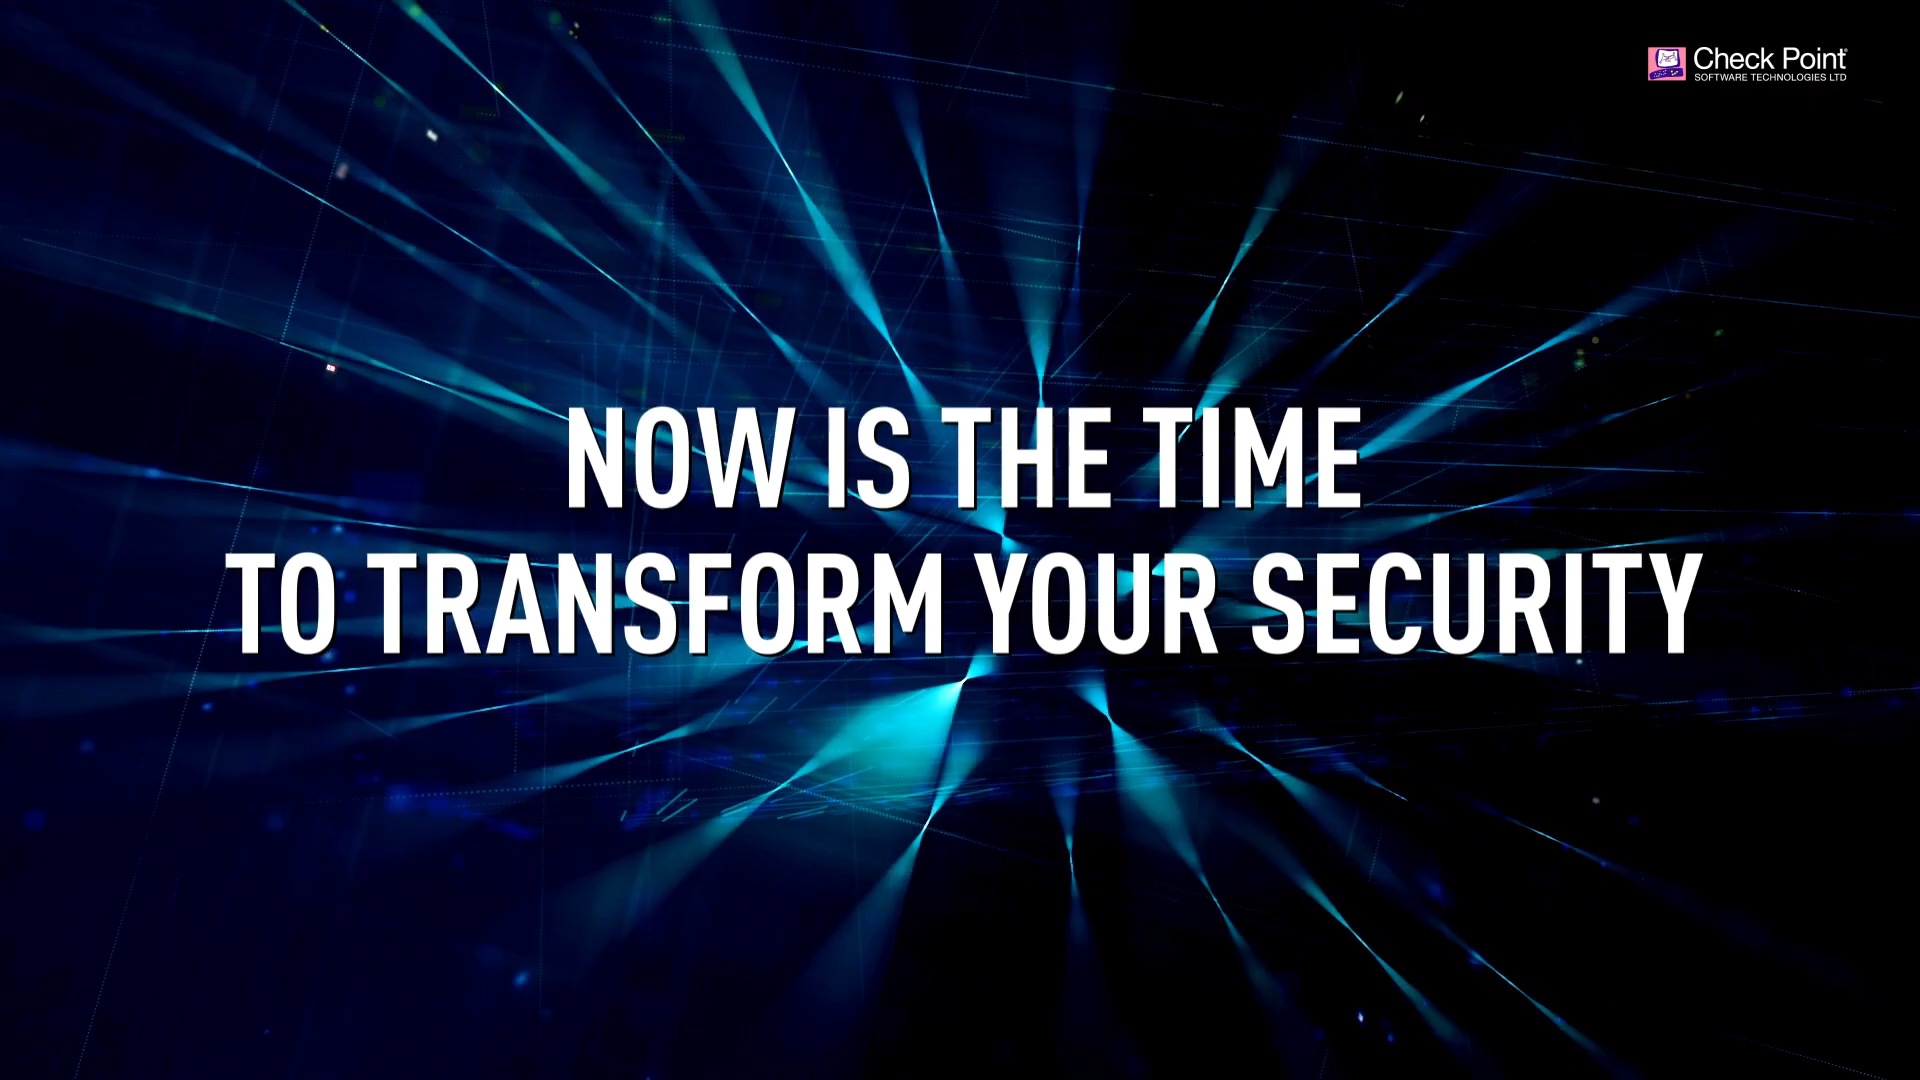 Check Point
SOFTWARE TECHNOLOGIES LTD
NOW IS THE TIME
TO TRANSFORM YOUR SECURITY